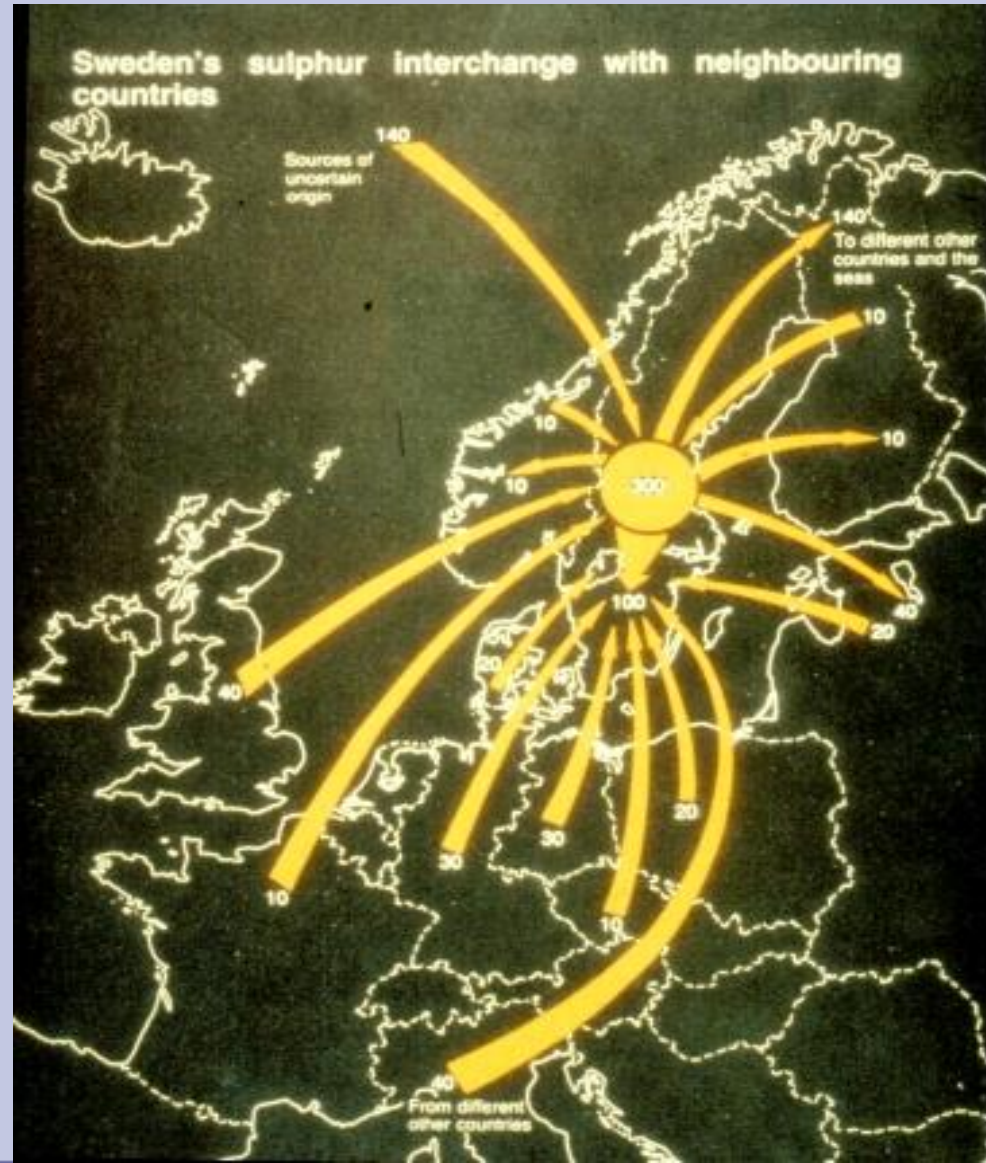 Sweden's sulphur interchange with neighbouring
countries
140
Sources of
uncertain
origin
140
To different other
countries and the
seas
10
10
10
10
300
100
40
20
20
40
20
30
30
10
10
40
From different
other countries